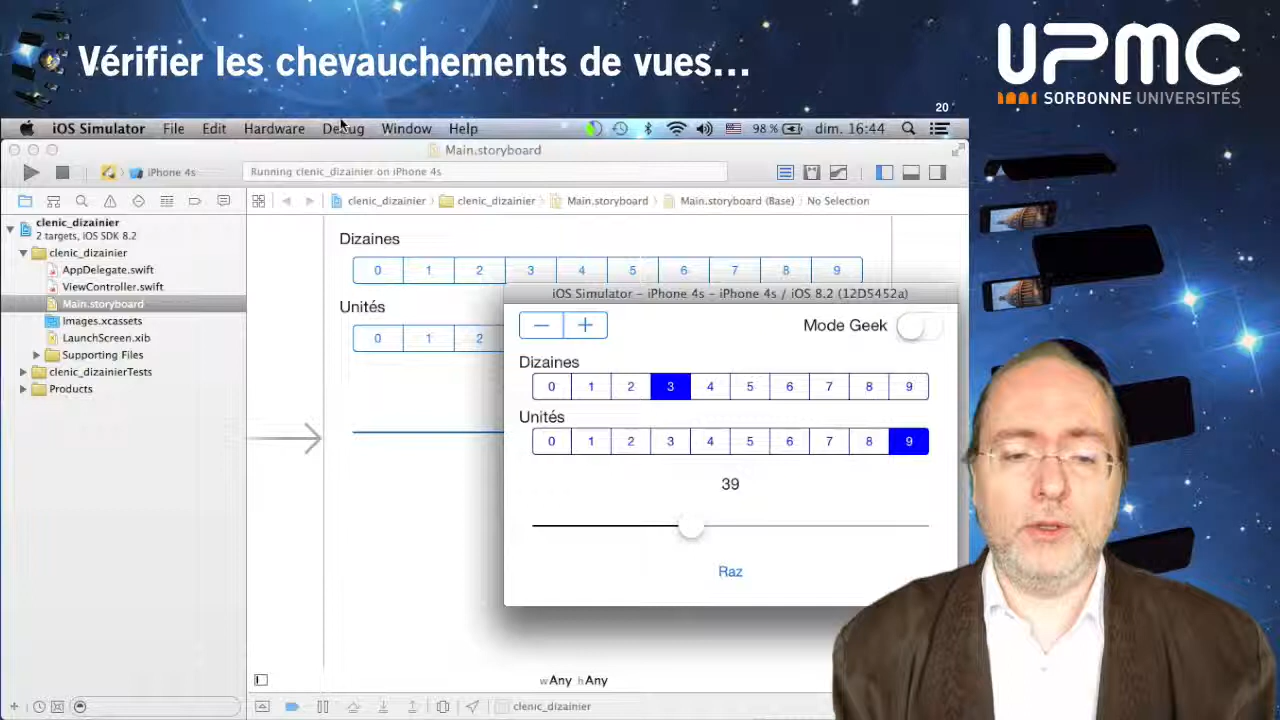 Vérifier les chevauchements de vues...
UPMC
SORBONNE UNIVERSITÉS
20
iOS Simulator File Edit Hardware Debug Window Help 98 % dim. 16:44
Main.storyboard
iPhone 4s Running clenic_dizainier on iPhone 4s
clenic_dizainier clenic_dizainier Main.storyboard Main.storyboard (Base) No Selection
clenic_dizainier
2 targets, iOS SDK 8.2
clenic_dizainier
AppDelegate.swift
ViewController.swift
Main.storyboard
Images.xcassets
LaunchScreen.xib
Supporting Files
clenic_dizainierTests
Products
Dizaines
0 1 2 3 4 5 6 7 8 9
Unités
0 1 2
iOS Simulator – iPhone 4s – iPhone 4s / iOS 8.2 (12D5452a)
− + Mode Geek
Dizaines
0 1 2 3 4 5 6 7 8 9
Unités
0 1 2 3 4 5 6 7 8 9
39
Raz
wAny hAny
clenic_dizainier